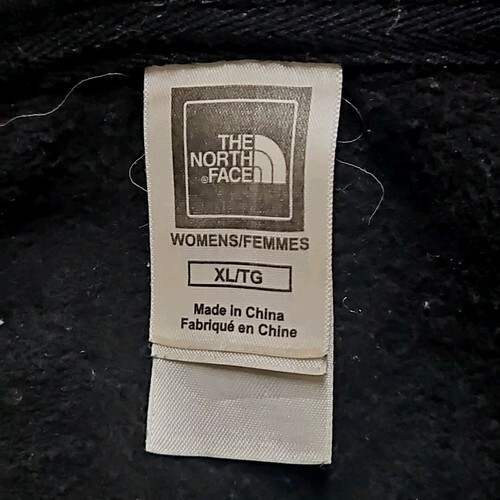 THE
NORTH
®FACE
WOMENS/FEMMES
XL/TG
Made in China
Fabriqué en Chine